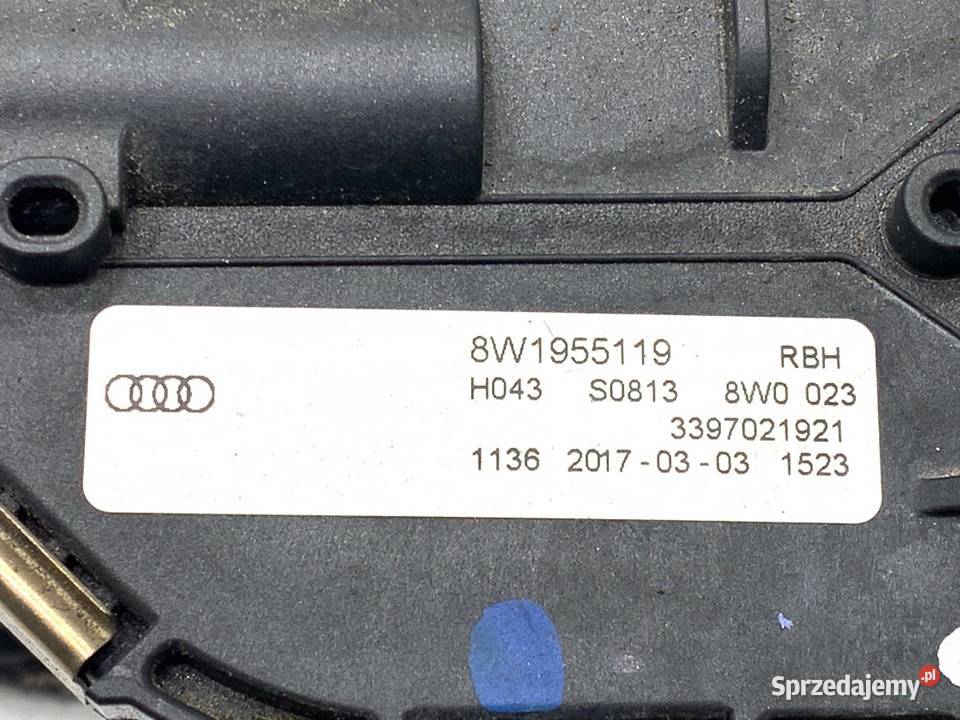 8W1955119 RBH
H043 S0813 8W0 023
3397021921
1136 2017-03-03 1523
Sprzedajemy.pl